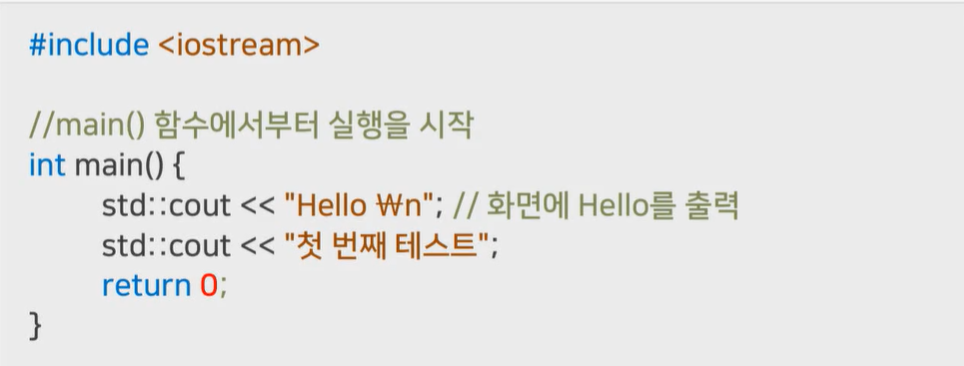 #include <iostream>
//main() 함수에서부터 실행을 시작
int main() {
std::cout << "Hello ₩n"; // 화면에 Hello를 출력
std::cout << "첫 번째 테스트";
return 0;
}